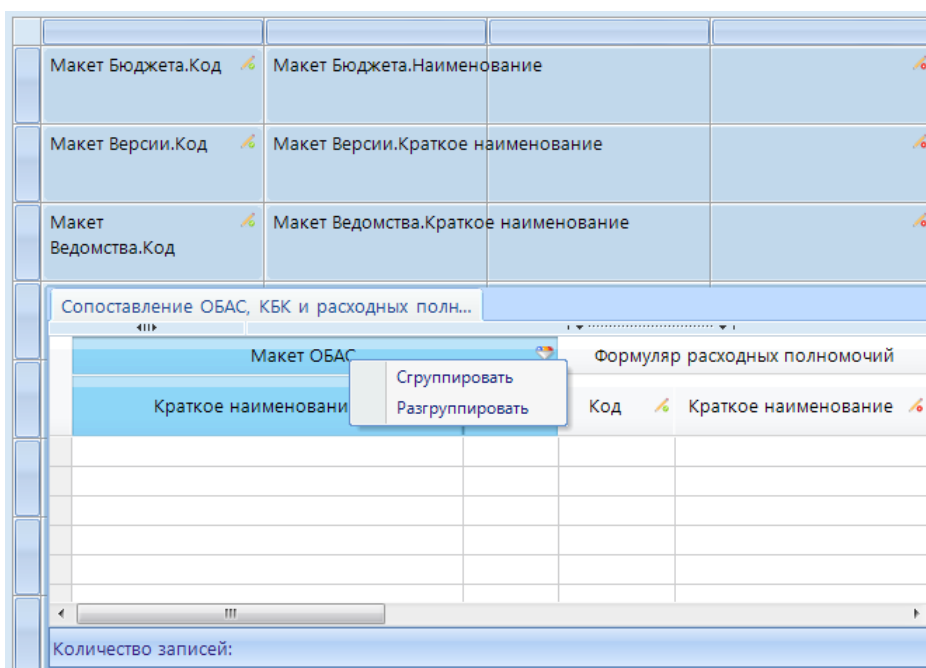 Макет Бюджета.Код Макет Бюджета.Наименование
Макет Версии.Код Макет Версии.Краткое наименование
Макет Ведомства.Код Макет Ведомства.Краткое наименование
Сопоставление ОБАС, КБК и расходных полн...
Макет ОБАС Формуляр расходных полномочий
Сгруппировать
Разгруппировать
Краткое наименовани Код Краткое наименование
Количество записей: